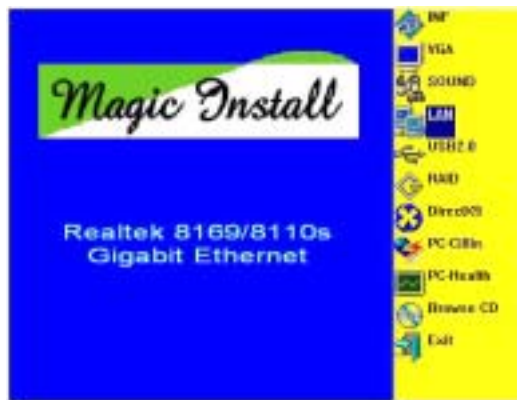 Magic Install
Realtek 8169/8110s
Gigabit Ethernet
INF
VGA
SOUND
LAN
USB2.0
RAID
DirectX9
PC-Cillin
PC-Health
Browse CD
Exit